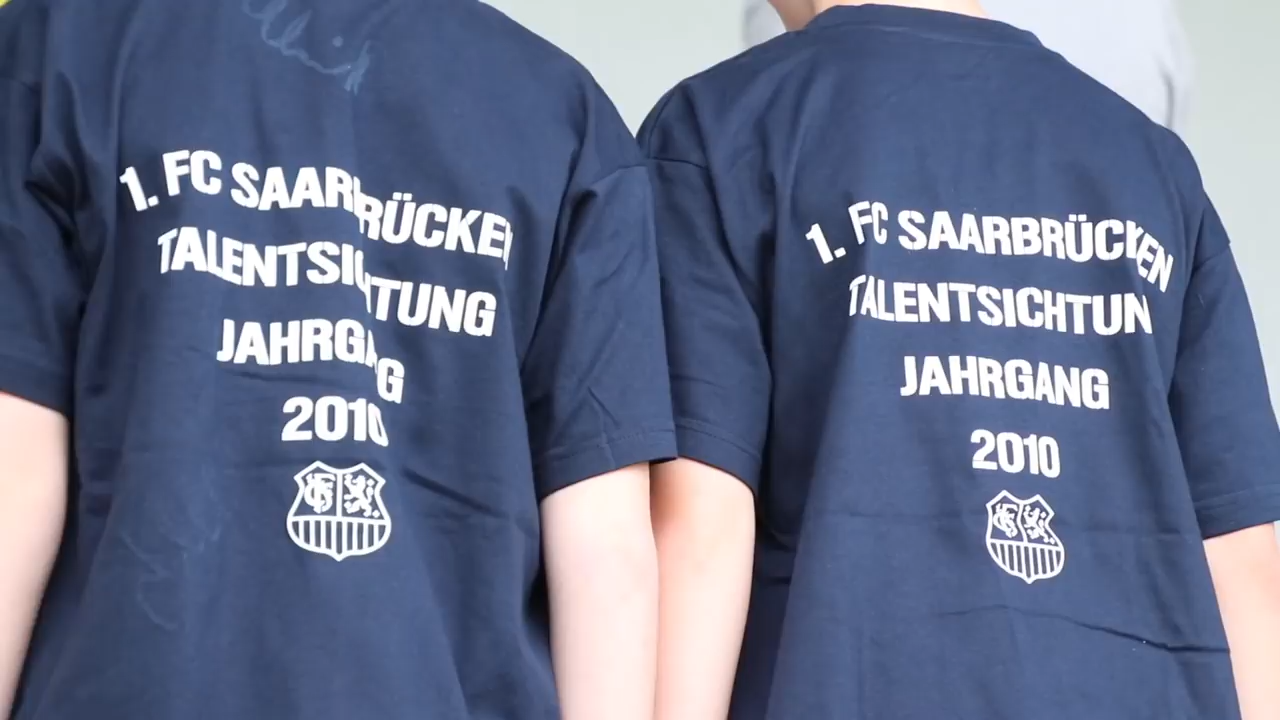 1. FC SAARBRÜCKEN
TALENTSICHTUNG
JAHRGANG
2010
1. FC SAARBRÜCKEN
TALENTSICHTUN
JAHRGANG
2010